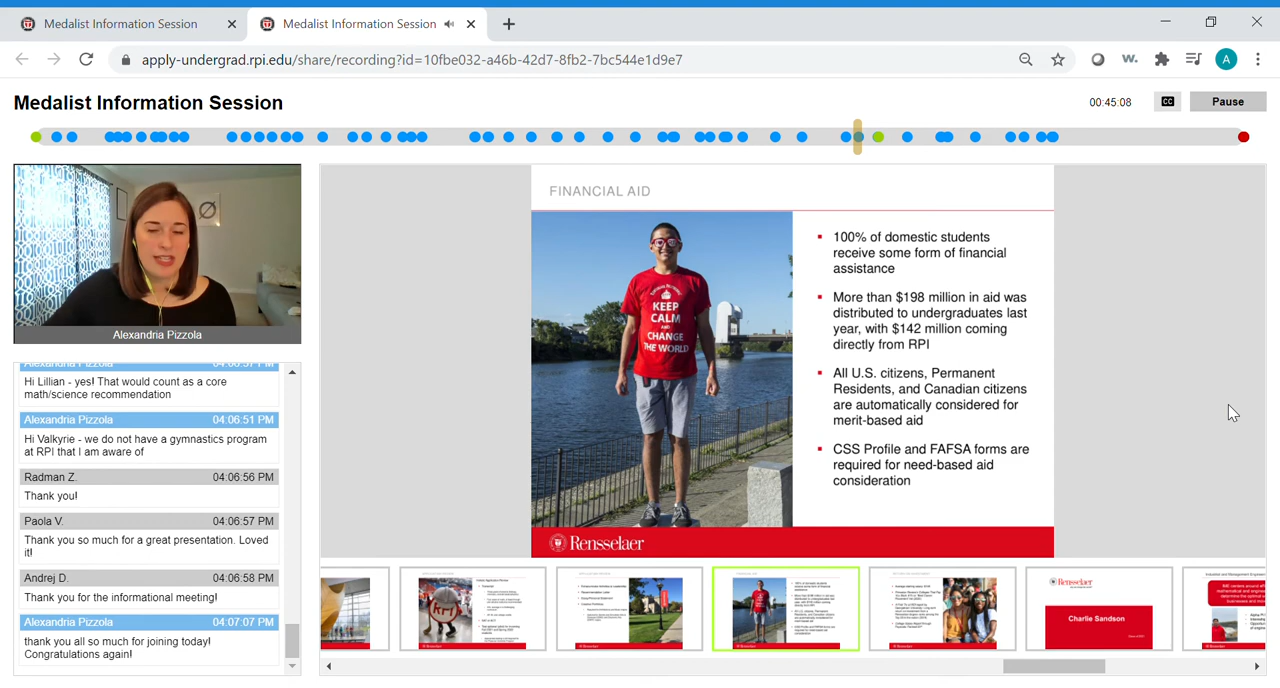 Medalist Information Session
Medalist Information Session
apply-undergrad.rpi.edu/share/recording?id=10fbe032-a46b-42d7-8fb2-7bc544e1d9e7
w.
A
Medalist Information Session
00:45:08
CC
Pause
Alexandria Pizzola
Alexandria Pizzola
Hi Lillian - yes! That would count as a core
math/science recommendation
Alexandria Pizzola 04:06:51 PM
Hi Valkyrie - we do not have a gymnastics program
at RPI that I am aware of
Radman Z. 04:06:56 PM
Thank you!
Paola V. 04:06:57 PM
Thank you so much for a great presentation. Loved
it!
Andrej D. 04:06:58 PM
Thank you for the informational meeting!
Alexandria Pizzola 04:07:07 PM
thank you all so much for joining today!
Congratulations again!
FINANCIAL AID
KEEP
CALM
AND
CHANGE
THE WORLD
100% of domestic students
receive some form of financial
assistance
More than $198 million in aid was
distributed to undergraduates last
year, with $142 million coming
directly from RPI
All U.S. citizens, Permanent
Residents, and Canadian citizens
are automatically considered for
merit-based aid
CSS Profile and FAFSA forms are
required for need-based aid
consideration
Rensselaer
Rensselaer
Charlie Sandson